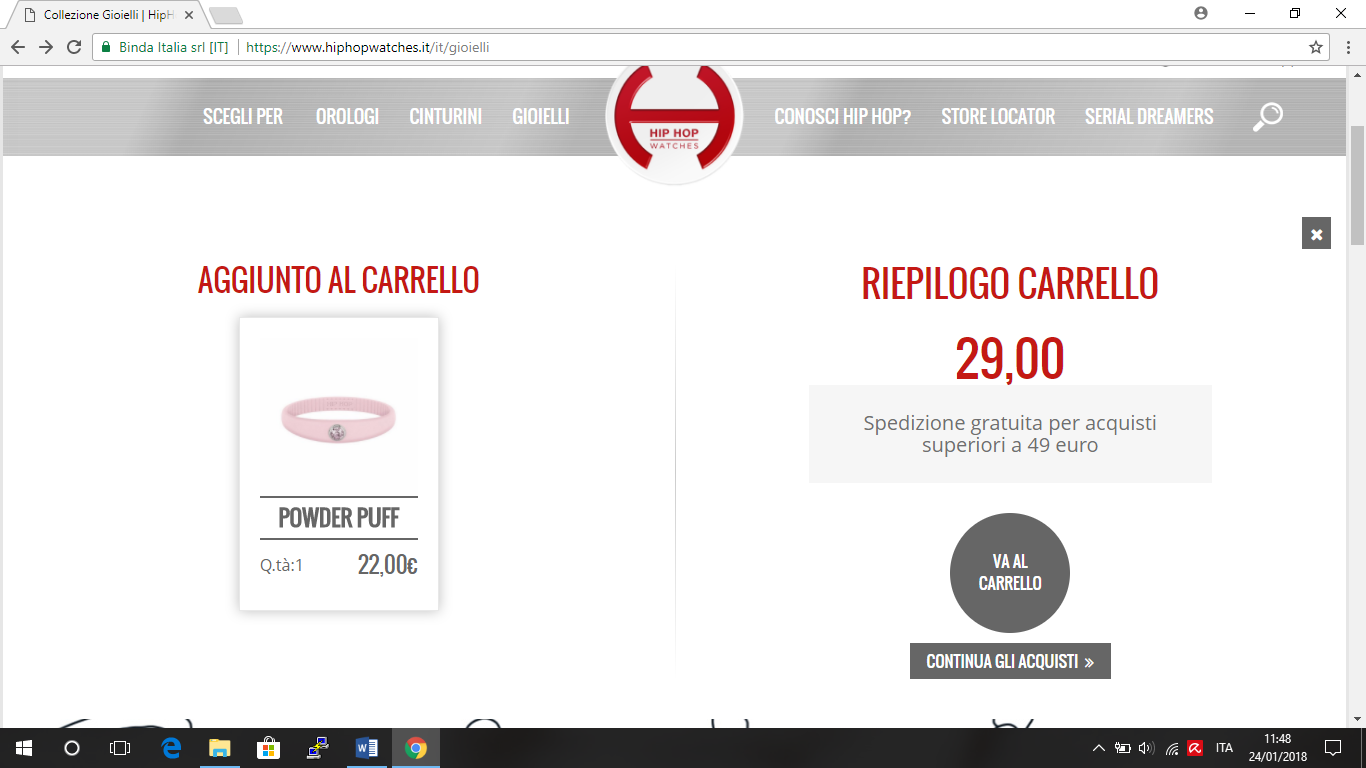 Collezione Gioielli | HipH
Binda Italia srl [IT]
https://www.hiphopwatches.it/it/gioielli
SCEGLI PER
OROLOGI
CINTURINI
GIOIELLI
HIP HOP
WATCHES
CONOSCI HIP HOP?
STORE LOCATOR
SERIAL DREAMERS
AGGIUNTO AL CARRELLO
POWDER PUFF
Q.tà:1
22,00€
RIEPILOGO CARRELLO
29,00
Spedizione gratuita per acquisti
superiori a 49 euro
VA AL
CARRELLO
CONTINUA GLI ACQUISTI »
ITA
11:48
24/01/2018